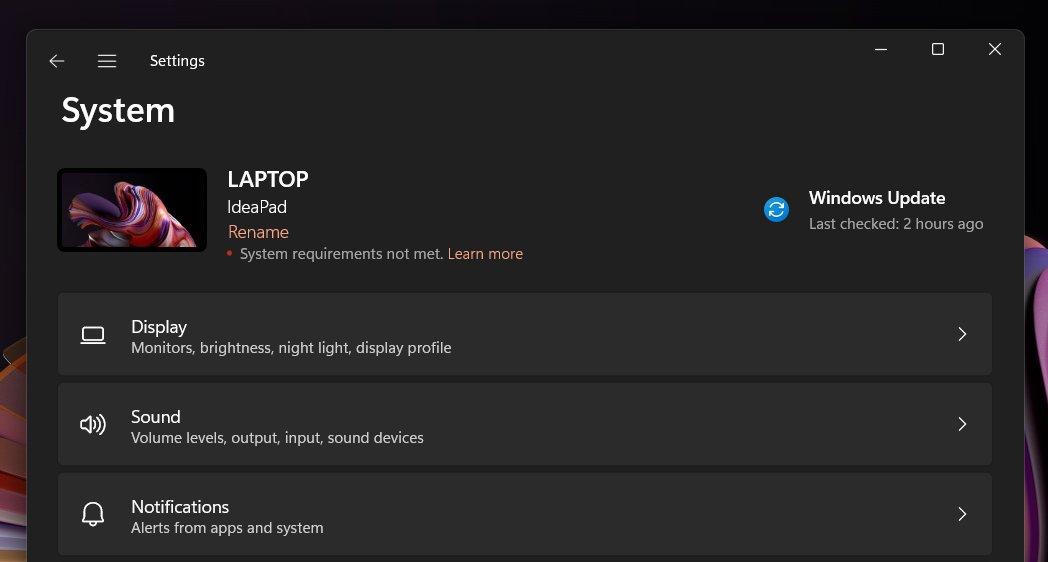 Settings
System
LAPTOP
IdeaPad
Rename
System requirements not met. Learn more
Windows Update
Last checked: 2 hours ago
Display
Monitors, brightness, night light, display profile
Sound
Volume levels, output, input, sound devices
Notifications
Alerts from apps and system